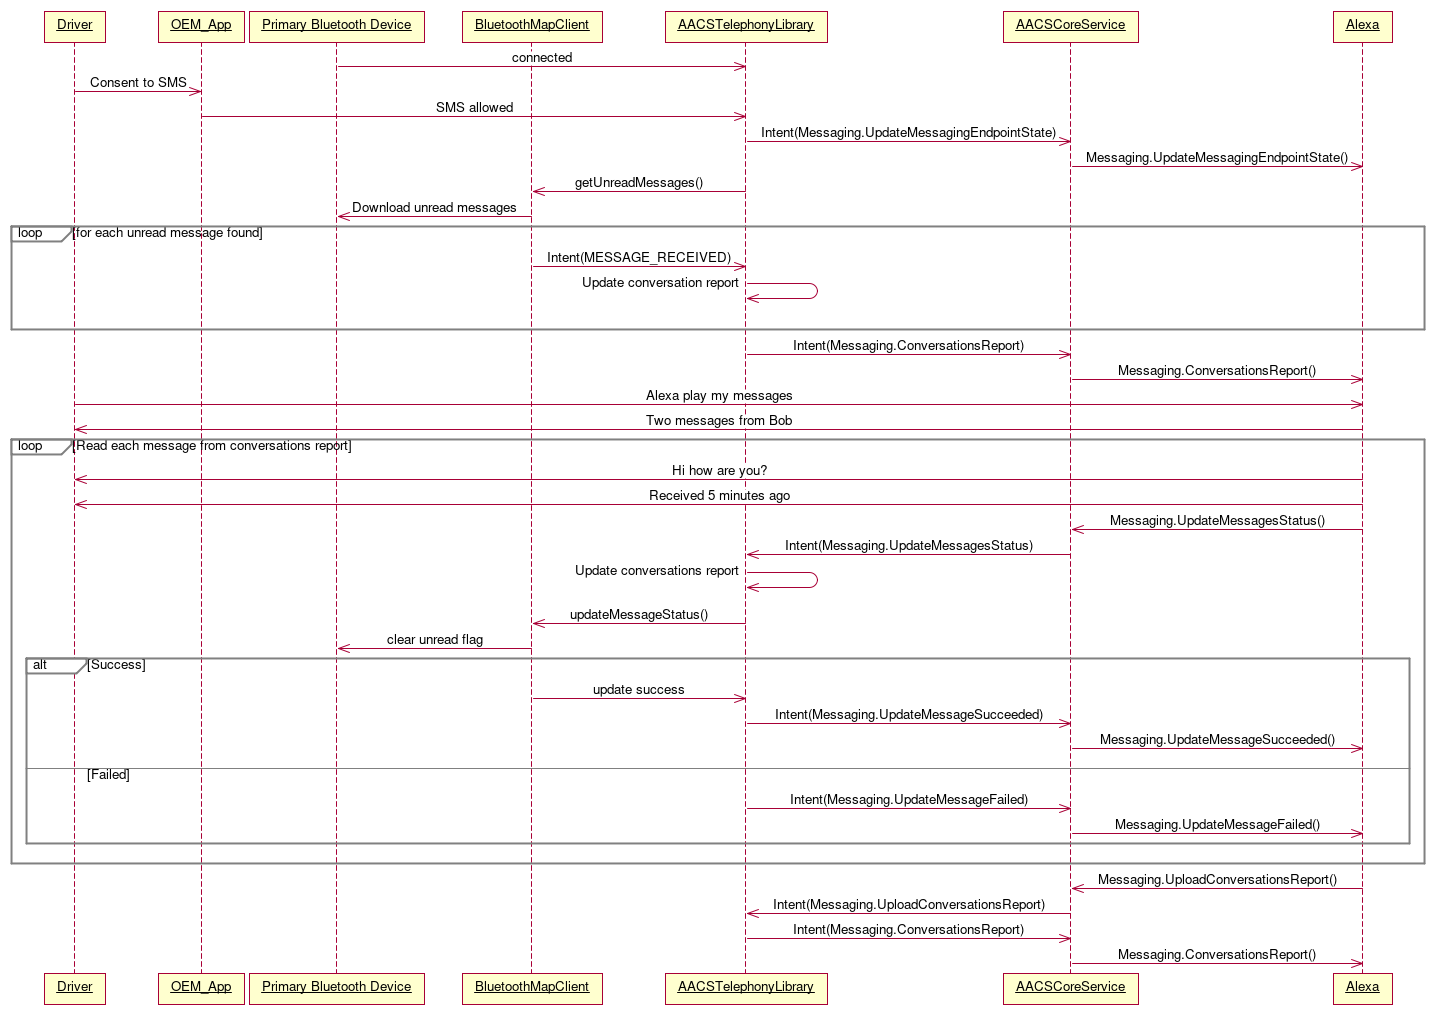 Driver
OEM_App
Primary Bluetooth Device
BluetoothMapClient
AACSTelephonyLibrary
AACSCoreService
Alexa
connected
Consent to SMS
SMS allowed
Intent(Messaging.UpdateMessagingEndpointState)
Messaging.UpdateMessagingEndpointState()
getUnreadMessages()
Download unread messages
loop [for each unread message found]
Intent(MESSAGE_RECEIVED)
Update conversation report
Intent(Messaging.ConversationsReport)
Messaging.ConversationsReport()
Alexa play my messages
Two messages from Bob
loop [Read each message from conversations report]
Hi how are you?
Received 5 minutes ago
Messaging.UpdateMessagesStatus()
Intent(Messaging.UpdateMessagesStatus)
Update conversations report
updateMessageStatus()
clear unread flag
alt [Success]
update success
Intent(Messaging.UpdateMessageSucceeded)
Messaging.UpdateMessageSucceeded()
[Failed]
Intent(Messaging.UpdateMessageFailed)
Messaging.UpdateMessageFailed()
Messaging.UploadConversationsReport()
Intent(Messaging.UploadConversationsReport)
Intent(Messaging.ConversationsReport)
Messaging.ConversationsReport()
Driver
OEM_App
Primary Bluetooth Device
BluetoothMapClient
AACSTelephonyLibrary
AACSCoreService
Alexa